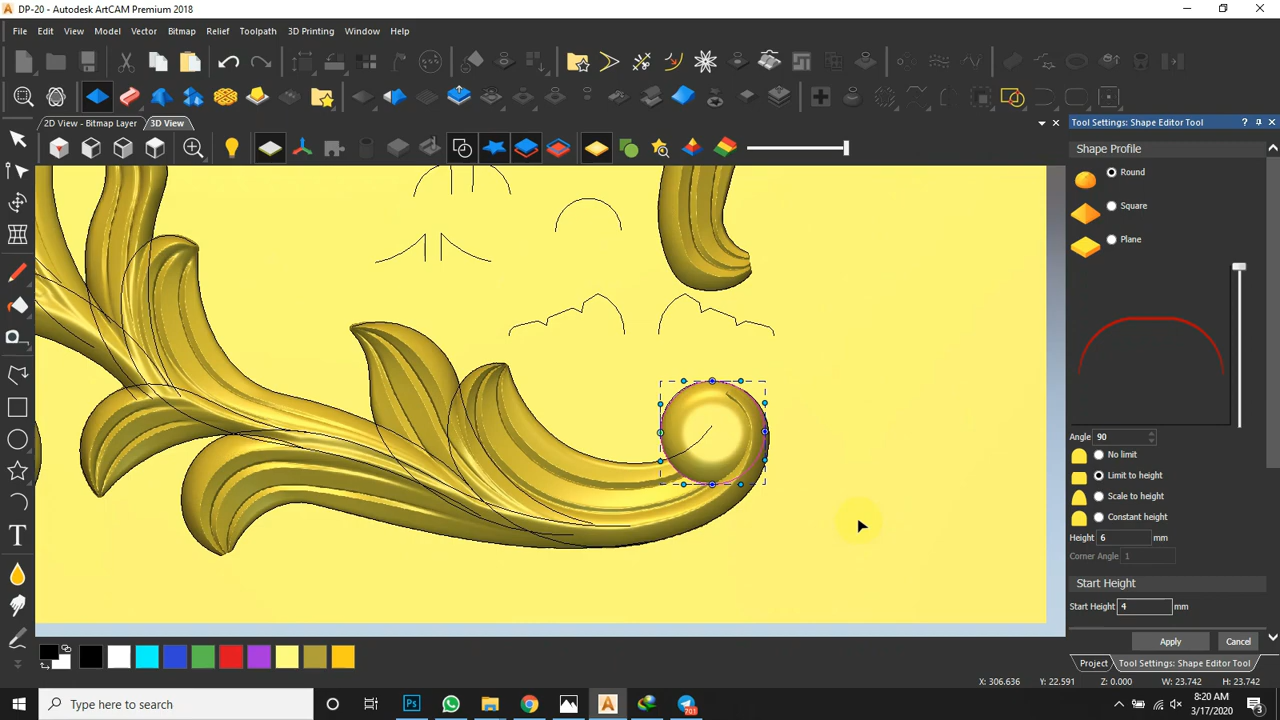 DP-20 - Autodesk ArtCAM Premium 2018
File Edit View Model Vector Bitmap Relief Toolpath 3D Printing Window Help
2D View - Bitmap Layer 3D View
Tool Settings: Shape Editor Tool
Shape Profile
Round
Square
Plane
Angle 90
No limit
Limit to height
Scale to height
Constant height
Height 6 mm
Corner Angle 1
Start Height
Start Height 4 mm
Apply Cancel
Project Tool Settings: Shape Editor Tool
X: 306.636 Y: 22.591 Z: 0.000 W: 23.742 H: 23.742
Type here to search
Ps
701
8:20 AM
3/17/2020
3